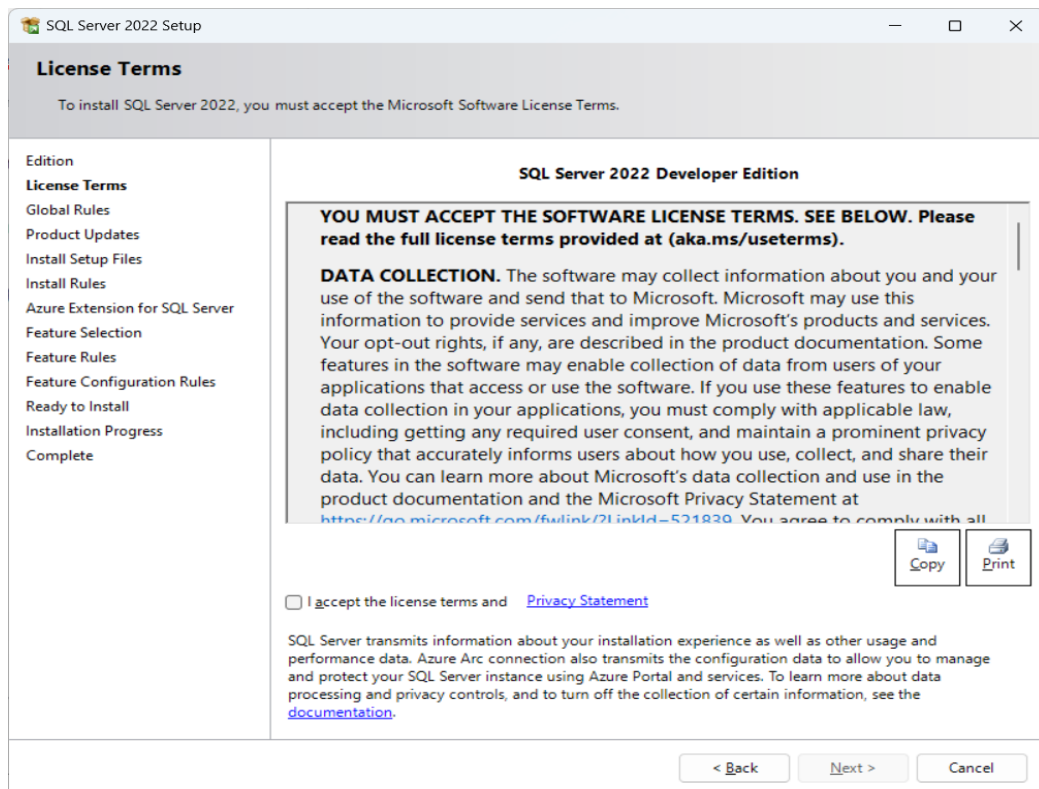 SQL Server 2022 Setup
License Terms
To install SQL Server 2022, you must accept the Microsoft Software License Terms.
Edition
License Terms
Global Rules
Product Updates
Install Setup Files
Install Rules
Azure Extension for SQL Server
Feature Selection
Feature Rules
Feature Configuration Rules
Ready to Install
Installation Progress
Complete
SQL Server 2022 Developer Edition
YOU MUST ACCEPT THE SOFTWARE LICENSE TERMS. SEE BELOW. Please
read the full license terms provided at (aka.ms/useterms).
DATA COLLECTION. The software may collect information about you and your
use of the software and send that to Microsoft. Microsoft may use this
information to provide services and improve Microsoft's products and services.
Your opt-out rights, if any, are described in the product documentation. Some
features in the software may enable collection of data from users of your
applications that access or use the software. If you use these features to enable
data collection in your applications, you must comply with applicable law,
including getting any required user consent, and maintain a prominent privacy
policy that accurately informs users about how you use, collect, and share their
data. You can learn more about Microsoft's data collection and use in the
product documentation and the Microsoft Privacy Statement at
https://go.microsoft.com/fwlink/?LinkId=521839. You agree to comply with all
Copy
Print
I accept the license terms and Privacy Statement
SQL Server transmits information about your installation experience as well as other usage and
performance data. Azure Arc connection also transmits the configuration data to allow you to manage
and protect your SQL Server instance using Azure Portal and services. To learn more about data
processing and privacy controls, and to turn off the collection of certain information, see the
documentation.
< Back
Next >
Cancel